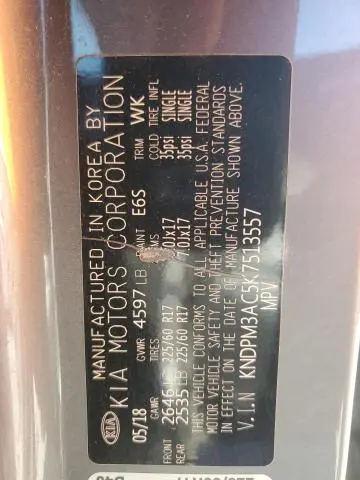 MANUFACTURED IN KOREA BY
KIA KIA MOTORS CORPORATION
05/18 GVWR 4597 LB PAINT E6S TRIM WK
GAWR TIRES RIMS COLD TIRE INFL
FRONT 2646 LB 225/60 R17 7.0JX17 35psi SINGLE
REAR 2535 LB 225/60 R17 7.0JX17 35psi SINGLE
THIS VEHICLE CONFORMS TO ALL APPLICABLE U.S.A. FEDERAL
MOTOR VEHICLE SAFETY AND THEFT PREVENTION STANDARDS
IN EFFECT ON THE DATE OF MANUFACTURE SHOWN ABOVE.
V.I.N KNDPM3AC5K7513557
MPV